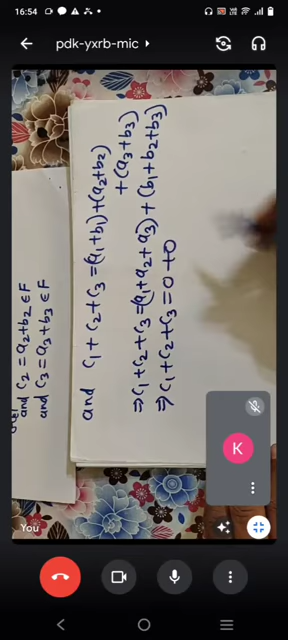 16:54
pdk-yxrb-mic
and c₂ = a₂+b₂ ∈ F
and c₃ = a₃+b₃ ∈ F
and c₁+c₂+c₃ = (a₁+b₁)+(a₂+b₂)
+(a₃+b₃)
⇒ c₁+c₂+c₃ = (a₁+a₂+a₃)+(b₁+b₂+b₃)
⇒ c₁+c₂+c₃ = 0+0
K
You